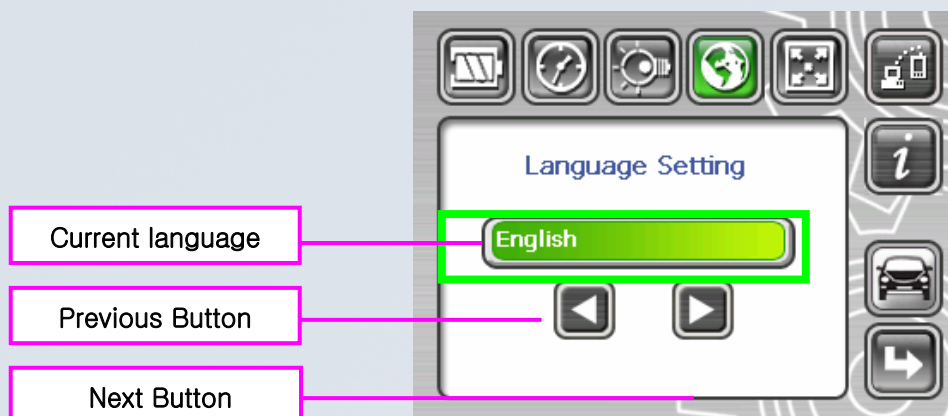 Language Setting
Current language
English
Previous Button
Next Button